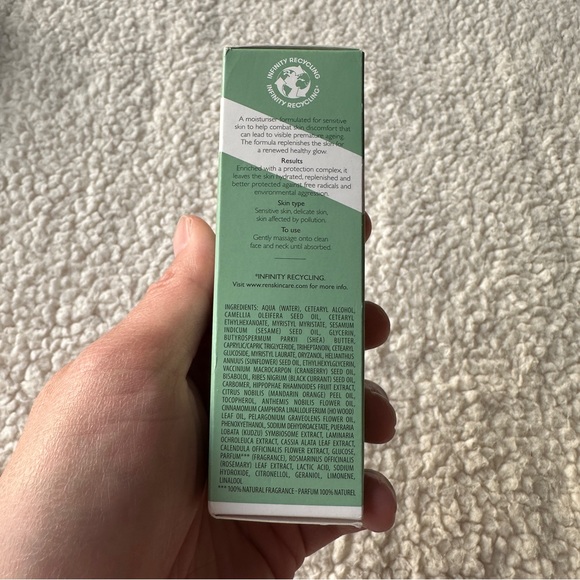 INFINITY RECYCLING
INFINITY RECYCLING*
A moisturiser formulated for sensitive
skin to help combat skin discomfort that
can lead to visible premature ageing.
The formula replenishes the skin for
a renewed healthy glow.
Results
Enriched with a protection complex, it
leaves the skin hydrated, replenished and
better protected against free radicals and
environmental aggression.
Skin type
Sensitive skin, delicate skin,
skin affected by pollution.
To use
Gently massage onto clean
face and neck until absorbed.
*INFINITY RECYCLING.
Visit www.renskincare.com for more info.
INGREDIENTS: AQUA (WATER), CETEARYL ALCOHOL,
CAMELLIA OLEIFERA SEED OIL, CETEARYL
ETHYLHEXANOATE, MYRISTYL MYRISTATE, SESAMUM
INDICUM (SESAME) SEED OIL, GLYCERIN,
BUTYROSPERMUM PARKII (SHEA) BUTTER,
CAPRYLIC/CAPRIC TRIGLYCERIDE, TRIHEPTANOIN, CETEARYL
GLUCOSIDE, MYRISTYL LAURATE, ORYZANOL, HELIANTHUS
ANNUUS (SUNFLOWER) SEED OIL, ETHYLHEXYLGLYCERIN,
VACCINIUM MACROCARPON (CRANBERRY) SEED OIL,
BISABOLOL, RIBES NIGRUM (BLACK CURRANT) SEED OIL,
CARBOMER, HIPPOPHAE RHAMNOIDES FRUIT EXTRACT,
CITRUS NOBILIS (MANDARIN ORANGE) PEEL OIL,
TOCOPHEROL, ANTHEMIS NOBILIS FLOWER OIL,
CINNAMOMUM CAMPHORA LINALOOLIFERUM (HO WOOD)
LEAF OIL, PELARGONIUM GRAVEOLENS FLOWER OIL,
PHENOXYETHANOL, SODIUM DEHYDROACETATE, PUERARIA
LOBATA (KUDZU) SYMBIOSOME EXTRACT, LAMINARIA
OCHROLEUCA EXTRACT, CASSIA ALATA LEAF EXTRACT,
CALENDULA OFFICINALIS FLOWER EXTRACT, GLUCOSE,
PARFUM*** (FRAGRANCE), ROSMARINUS OFFICINALIS
(ROSEMARY) LEAF EXTRACT, LACTIC ACID, SODIUM
HYDROXIDE, CITRONELLOL, GERANIOL, LIMONENE,
LINALOOL
*** 100% NATURAL FRAGRANCE - PARFUM 100% NATUREL